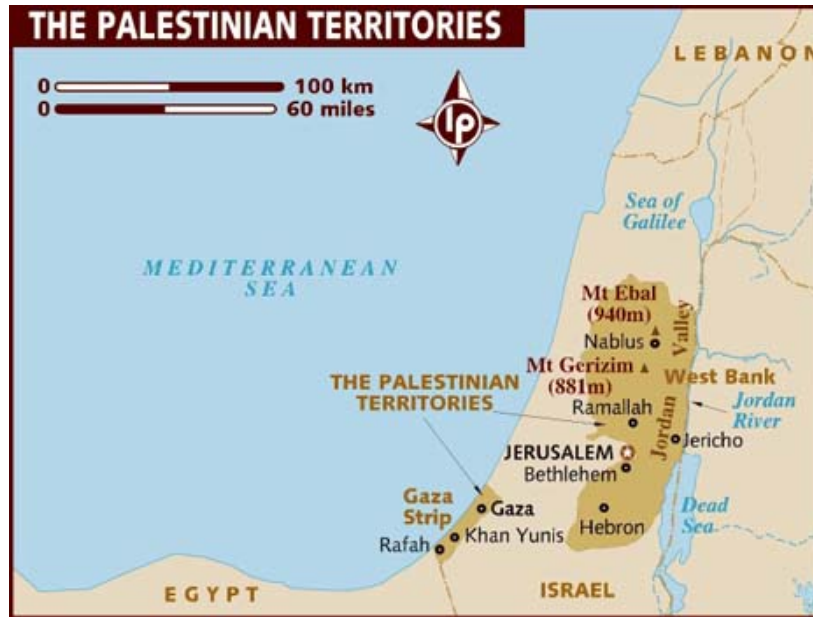 THE PALESTINIAN TERRITORIES
0 100 km
0 60 miles
lp
LEBANON
Sea of
Galilee
MEDITERRANEAN
SEA
Mt Ebal
(940m)
Nablus
Valley
Mt Gerizim
(881m)
West Bank
THE PALESTINIAN
TERRITORIES
Ramallah
Jordan
River
Jordan
Jericho
JERUSALEM
Bethlehem
Gaza
Strip
Gaza
Dead
Sea
Hebron
Khan Yunis
Rafah
EGYPT
ISRAEL